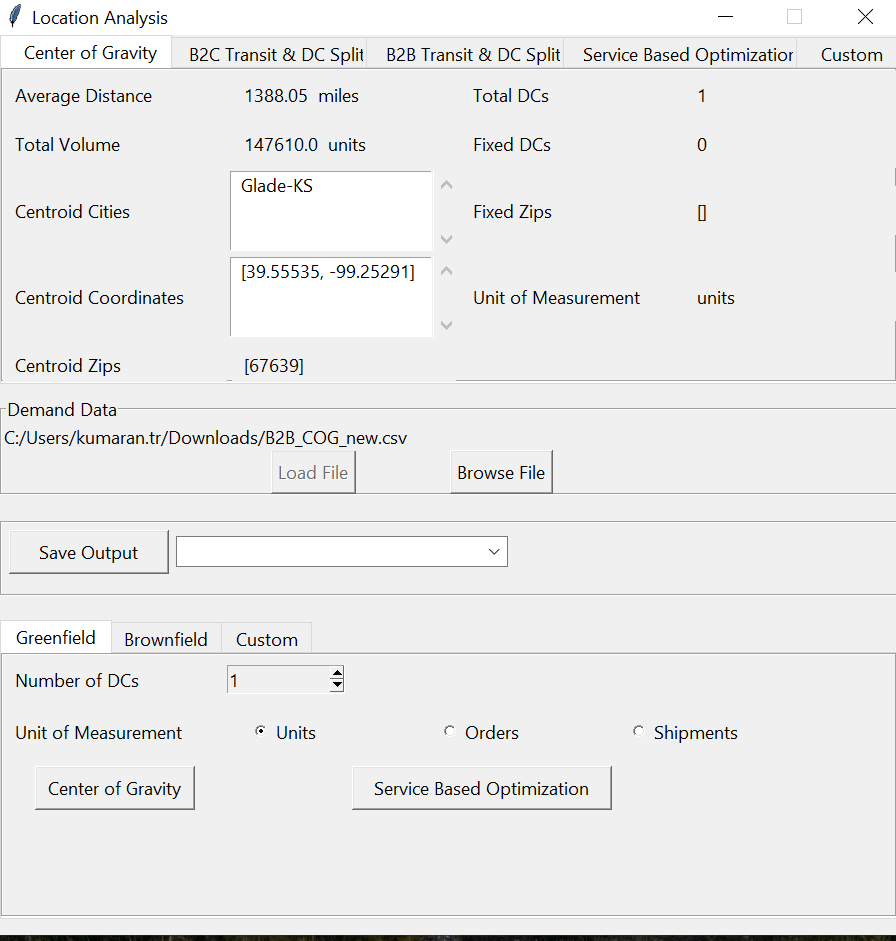 Location Analysis
Center of Gravity B2C Transit & DC Split B2B Transit & DC Split Service Based Optimization Custom
Average Distance 1388.05 miles Total DCs 1
Total Volume 147610.0 units Fixed DCs 0
Centroid Cities Glade-KS Fixed Zips []
Centroid Coordinates [39.55535, -99.25291] Unit of Measurement units
Centroid Zips [67639]
Demand Data
C:/Users/kumaran.tr/Downloads/B2B_COG_new.csv
Load File Browse File
Save Output
Greenfield Brownfield Custom
Number of DCs 1
Unit of Measurement Units Orders Shipments
Center of Gravity Service Based Optimization